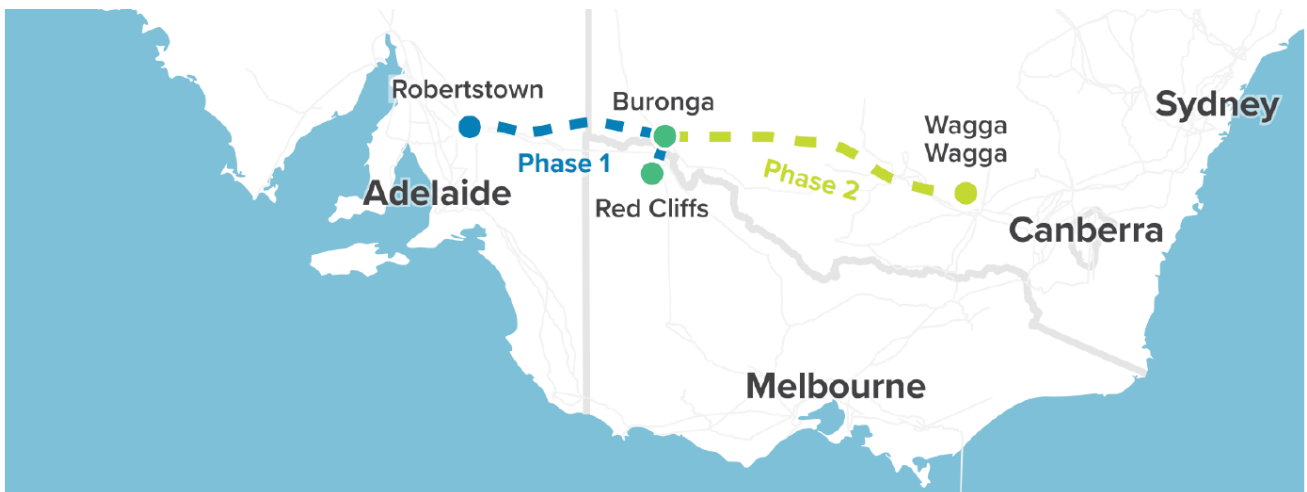 Robertstown
Buronga
Sydney
Wagga
Wagga
Phase 1
Phase 2
Adelaide
Red Cliffs
Canberra
Melbourne